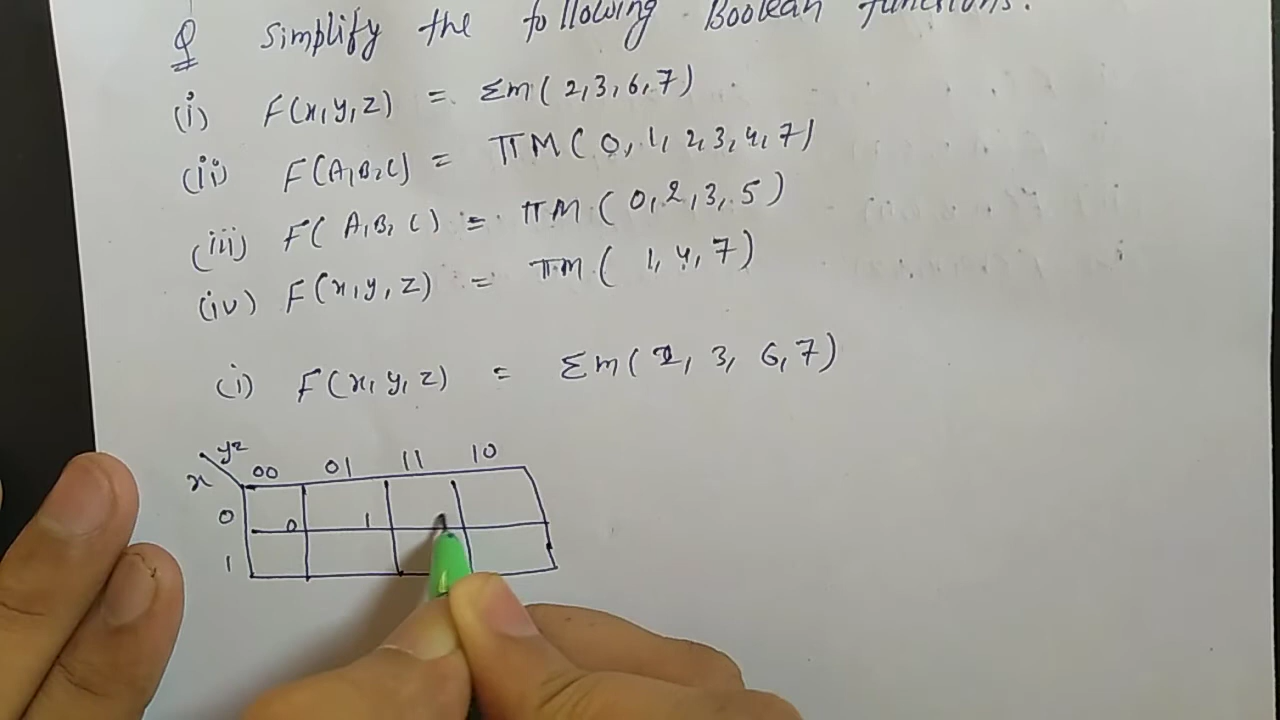 Q Simplify the following Boolean functions.
(i) F(x,y,z) = Σm(2,3,6,7)
(ii) F(A,B,C) = πM(0,1,2,3,4,7)
(iii) F(A,B,C) = πM(0,2,3,5)
(iv) F(x,y,z) = πm(1,4,7)
(i) F(x,y,z) = Σm(2,3,6,7)
yz
x 00 01 11 10
0 0 1
1